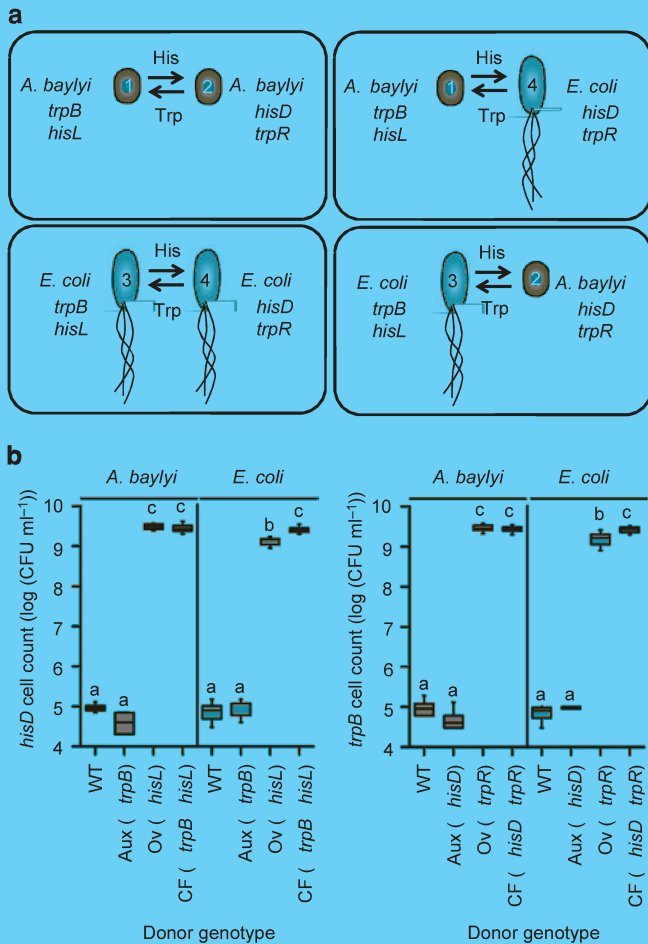 a
His
A. baylyi 1 2 A. baylyi
trpB Trp hisD
hisL trpR
His
A. baylyi 1 4 E. coli
trpB Trp hisD
hisL trpR
His
E. coli 3 4 E. coli
trpB Trp hisD
hisL trpR
His
E. coli 3 2 A. baylyi
trpB Trp hisD
hisL trpR
b
A. baylyi E. coli
hisD cell count (log (CFU ml⁻¹))
10
9
8
7
6
5
4
a
a
c
c
a
a
b
c
WT
Aux ( trpB)
Ov ( hisL)
CF ( trpB hisL)
WT
Aux ( trpB)
Ov ( hisL)
CF ( trpB hisL)
Donor genotype
A. baylyi E. coli
trpB cell count (log (CFU ml⁻¹))
10
9
8
7
6
5
4
a
a
c
c
a
a
b
c
WT
Aux ( hisD)
Ov ( trpR)
CF ( hisD trpR)
WT
Aux ( hisD)
Ov ( trpR)
CF ( hisD trpR)
Donor genotype